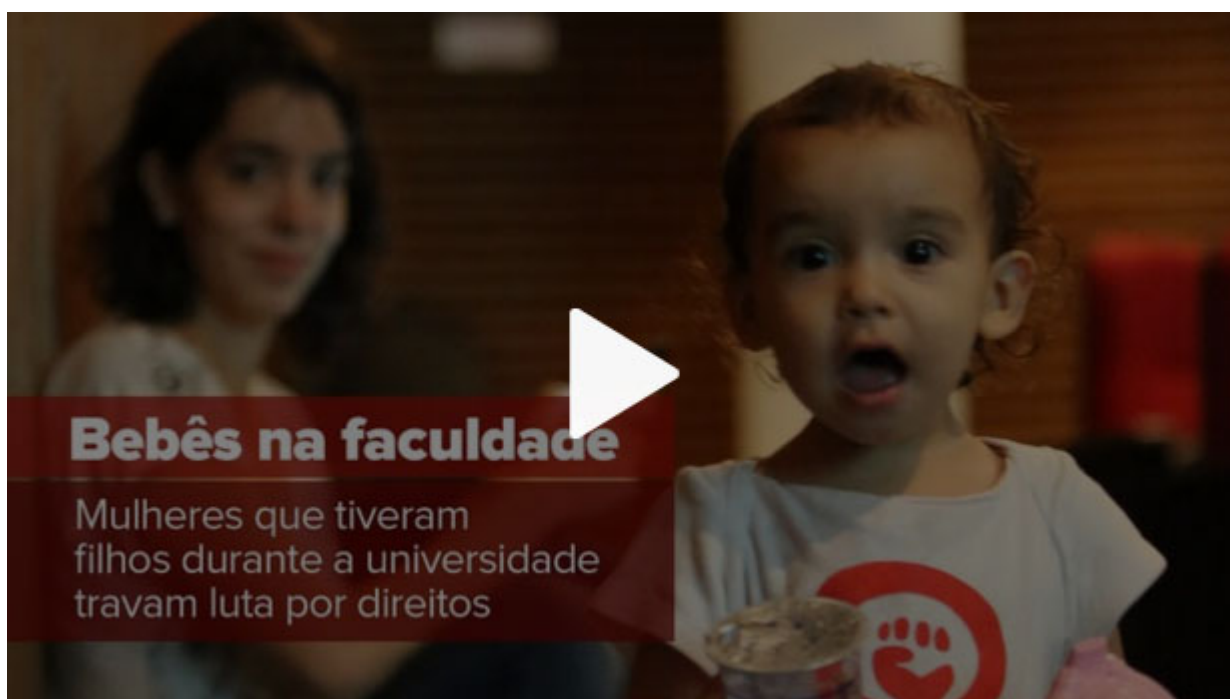 Bebês na faculdade
Mulheres que tiveram
filhos durante a universidade
travam luta por direitos